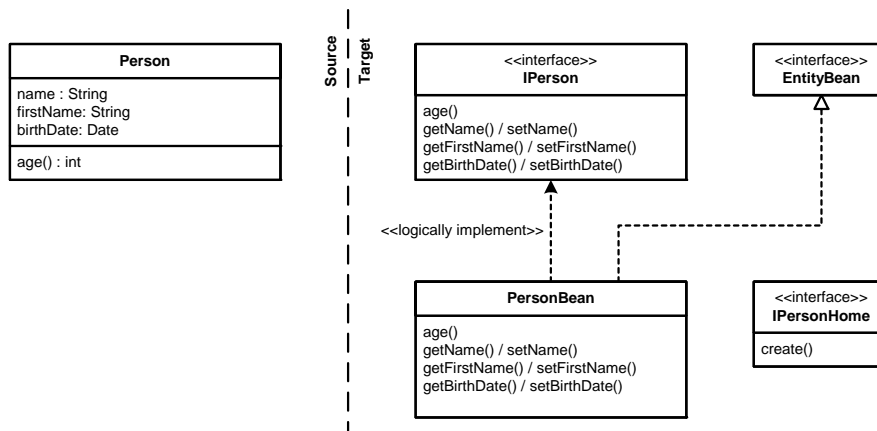 Person
name : String
firstName: String
birthDate: Date
age() : int
Source
Target
<<interface>>
IPerson
age()
getName() / setName()
getFirstName() / setFirstName()
getBirthDate() / setBirthDate()
<<interface>>
EntityBean
<<logically implement>>
PersonBean
age()
getName() / setName()
getFirstName() / setFirstName()
getBirthDate() / setBirthDate()
<<interface>>
IPersonHome
create()